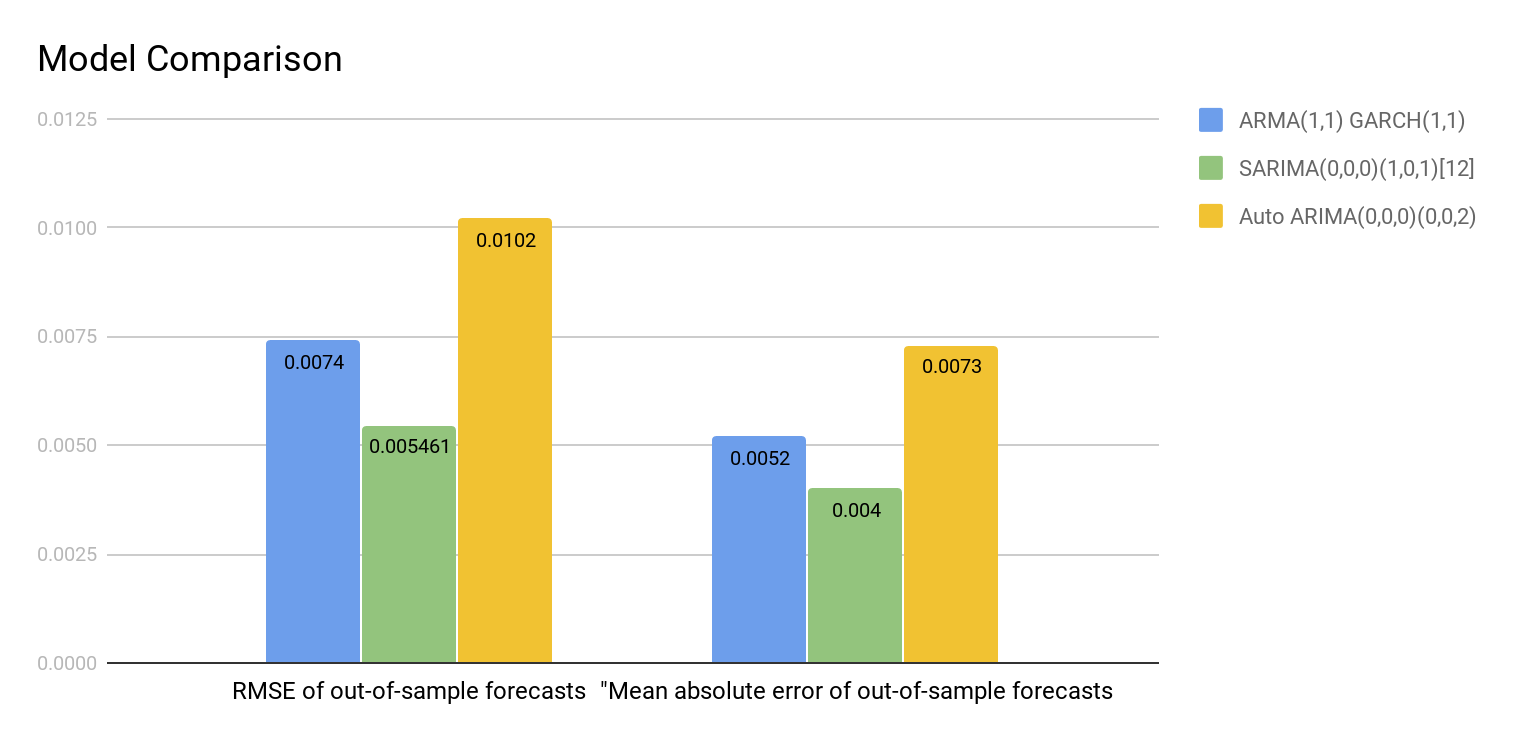 Model Comparison
0.0125
0.0100
0.0075
0.0050
0.0025
0.0000
0.0074
0.005461
0.0102
0.0052
0.004
0.0073
RMSE of out-of-sample forecasts
"Mean absolute error of out-of-sample forecasts
ARMA(1,1) GARCH(1,1)
SARIMA(0,0,0)(1,0,1)[12]
Auto ARIMA(0,0,0)(0,0,2)